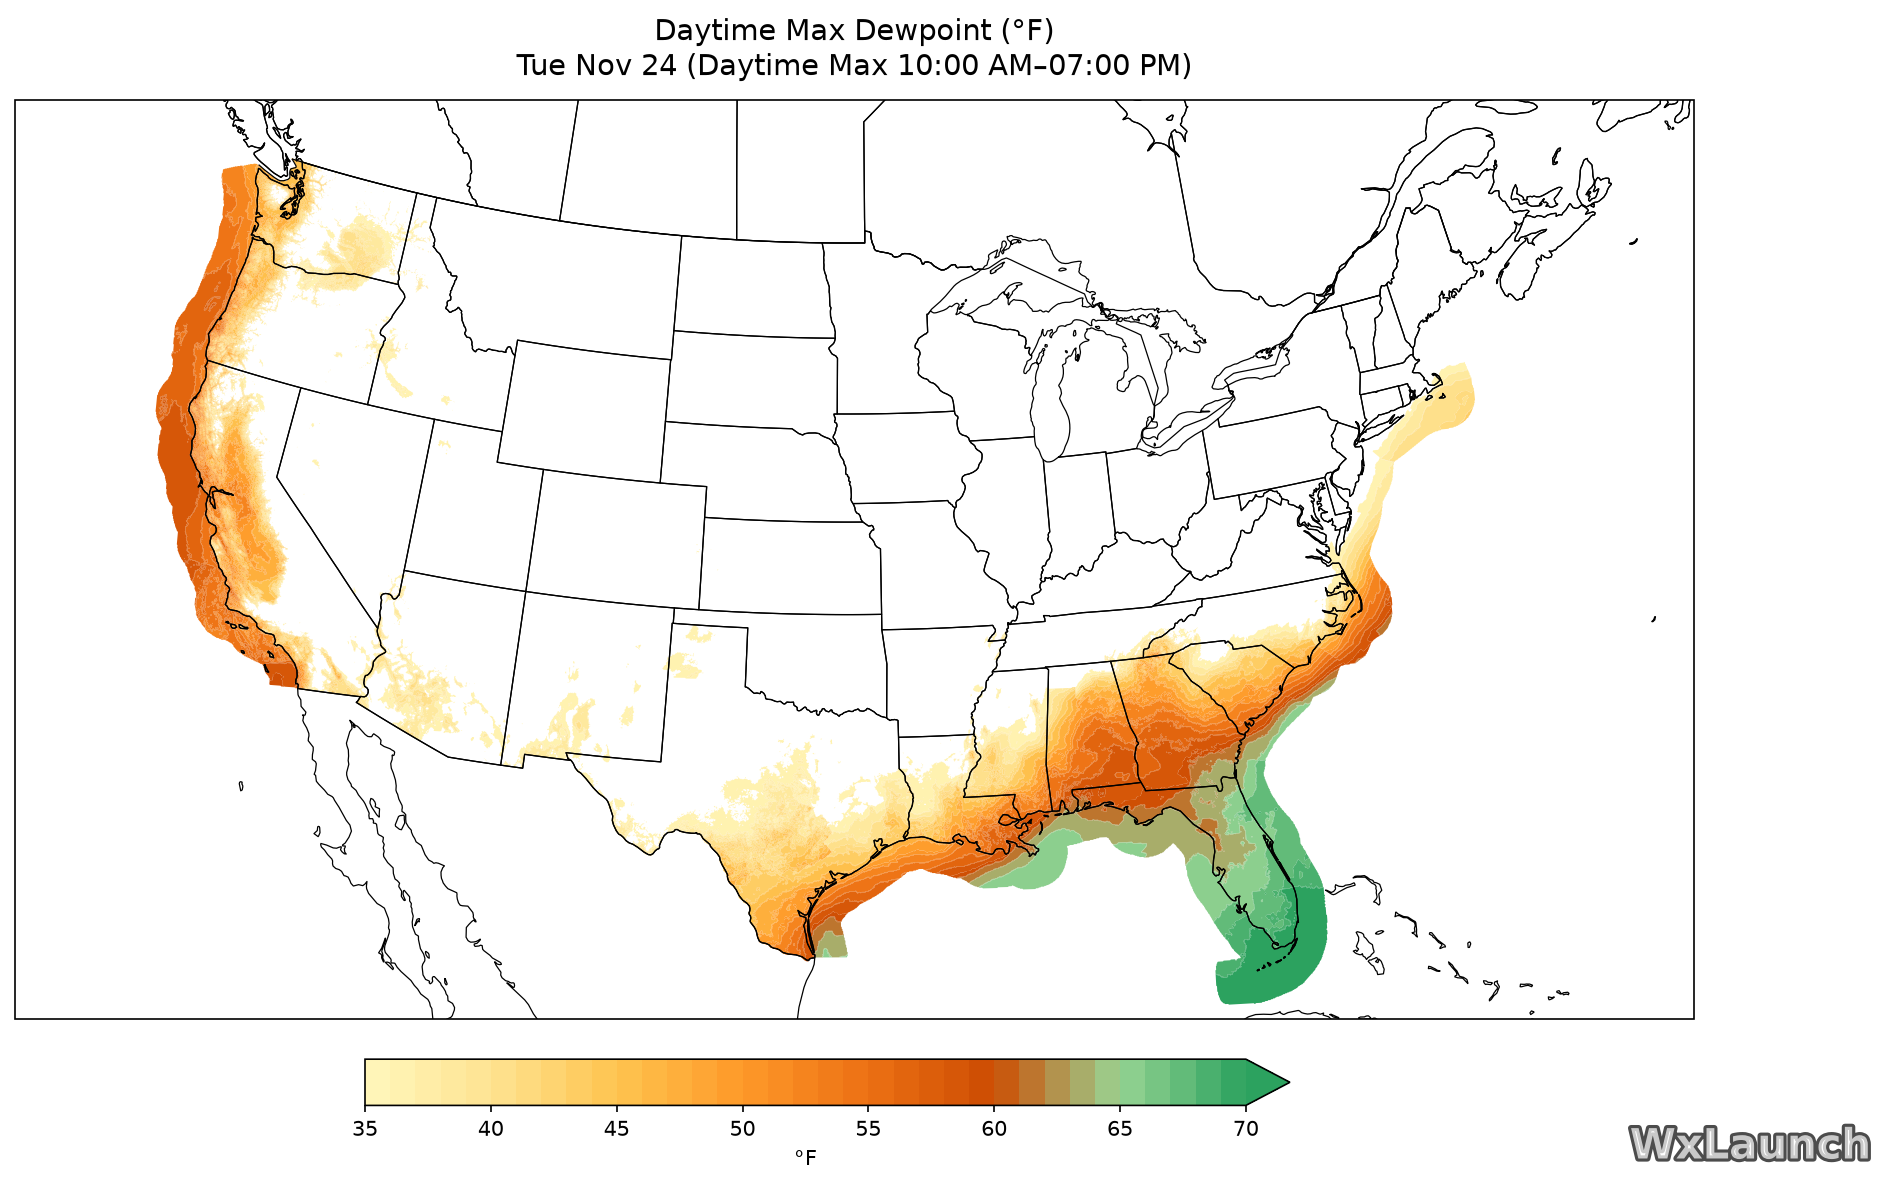 Daytime Max Dewpoint (°F)
Tue Nov 24 (Daytime Max 10:00 AM–07:00 PM)
35 40 45 50 55 60 65 70
°F
WxLaunch